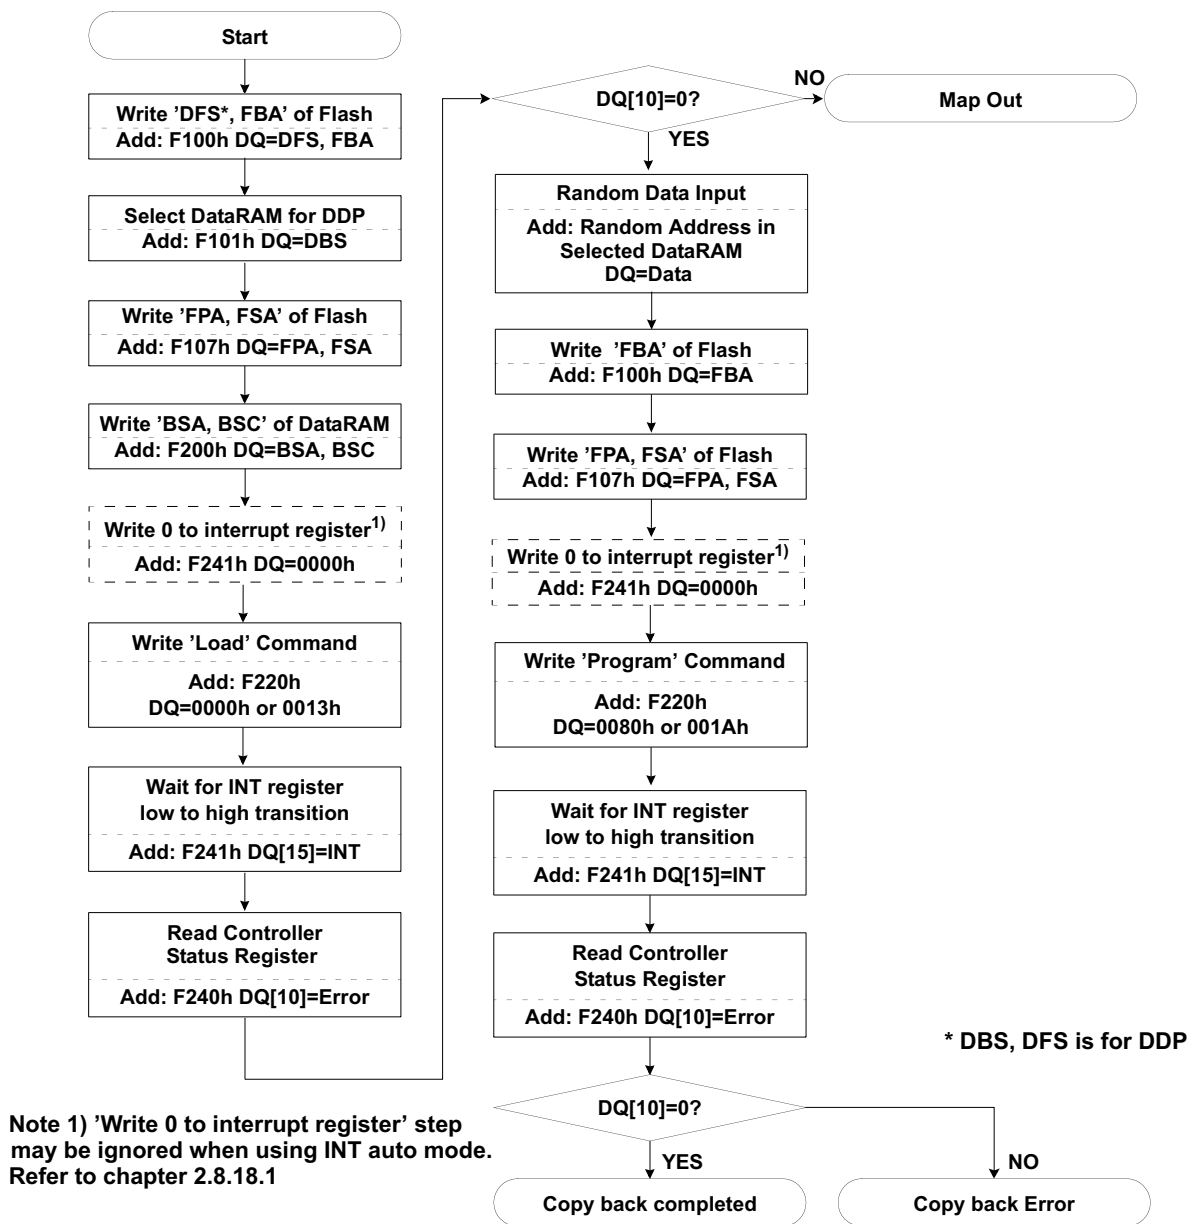 Start
Write ’DFS*, FBA’ of Flash
Add: F100h DQ=DFS, FBA
Select DataRAM for DDP
Add: F101h DQ=DBS
Write ’FPA, FSA’ of Flash
Add: F107h DQ=FPA, FSA
Write ’BSA, BSC’ of DataRAM
Add: F200h DQ=BSA, BSC
Write 0 to interrupt register1)
Add: F241h DQ=0000h
Write ’Load’ Command
Add: F220h
DQ=0000h or 0013h
Wait for INT register
low to high transition
Add: F241h DQ[15]=INT
Read Controller
Status Register
Add: F240h DQ[10]=Error
DQ[10]=0?
NO
Map Out
YES
Random Data Input
Add: Random Address in
Selected DataRAM
DQ=Data
Write ’FBA’ of Flash
Add: F100h DQ=FBA
Write ’FPA, FSA’ of Flash
Add: F107h DQ=FPA, FSA
Write 0 to interrupt register1)
Add: F241h DQ=0000h
Write ’Program’ Command
Add: F220h
DQ=0080h or 001Ah
Wait for INT register
low to high transition
Add: F241h DQ[15]=INT
Read Controller
Status Register
Add: F240h DQ[10]=Error
DQ[10]=0?
YES
NO
Copy back completed
Copy back Error
* DBS, DFS is for DDP
Note 1) ’Write 0 to interrupt register’ step
may be ignored when using INT auto mode.
Refer to chapter 2.8.18.1